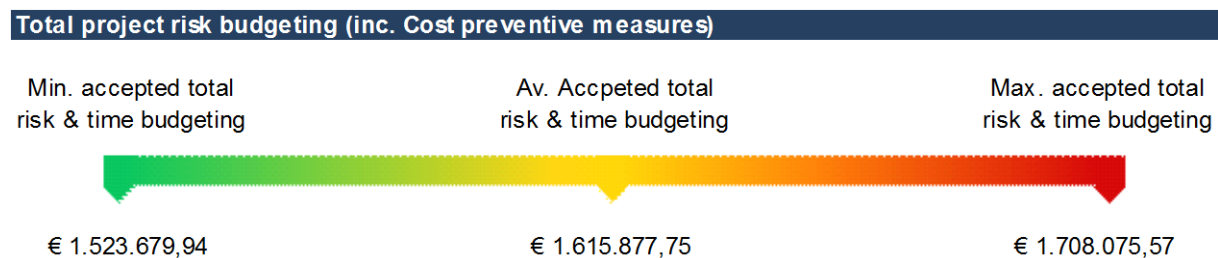 Total project risk budgeting (inc. Cost preventive measures)
Min. accepted total
risk & time budgeting
Av. Accpeted total
risk & time budgeting
Max. accepted total
risk & time budgeting
€ 1.523.679,94
€ 1.615.877,75
€ 1.708.075,57